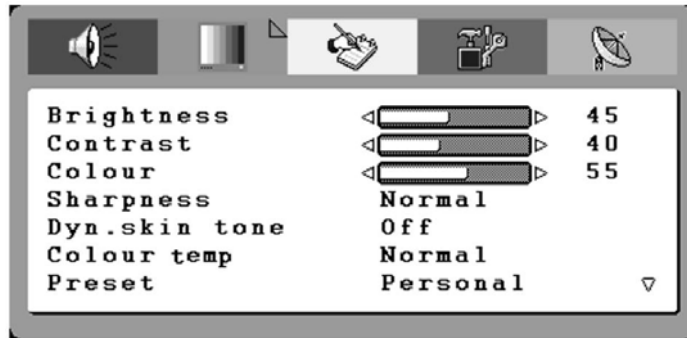 Brightness 45
Contrast 40
Colour 55
Sharpness Normal
Dyn.skin tone Off
Colour temp Normal
Preset Personal